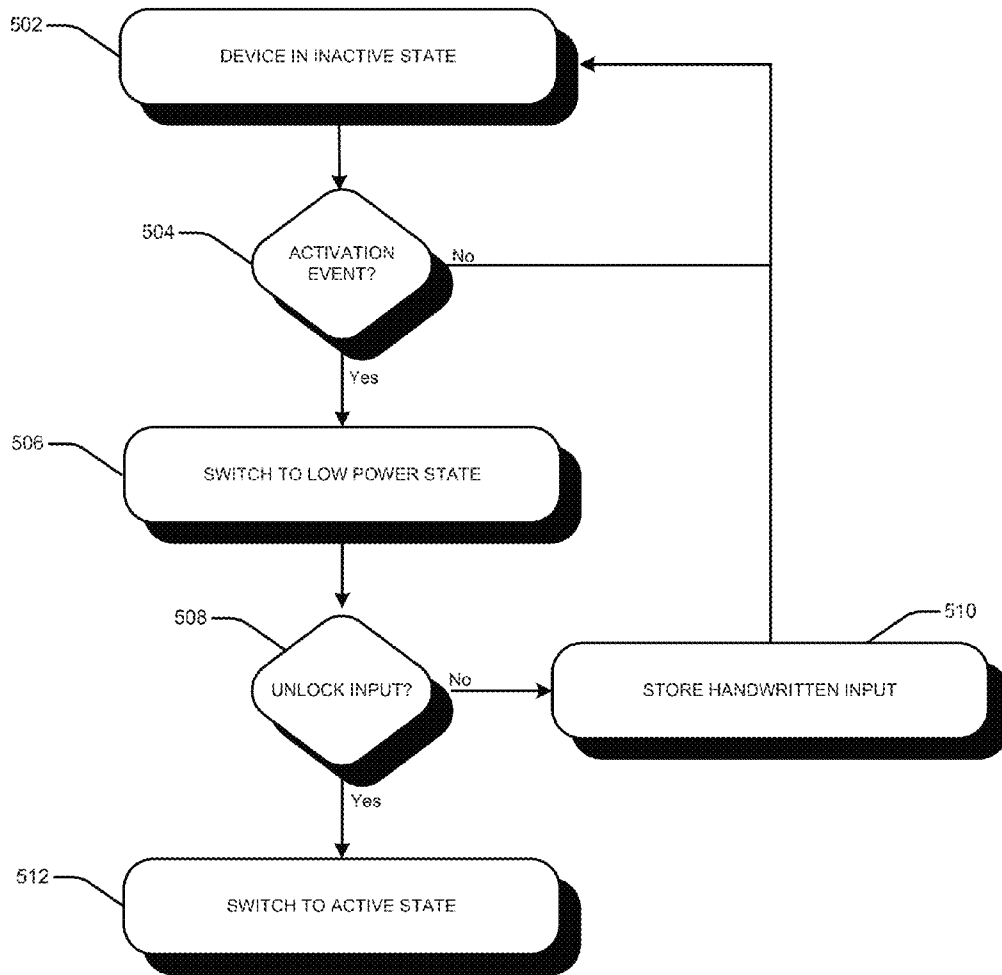 502
DEVICE IN INACTIVE STATE
504
ACTIVATION
EVENT?
No
Yes
506
SWITCH TO LOW POWER STATE
508
UNLOCK INPUT?
No
510
STORE HANDWRITTEN INPUT
Yes
512
SWITCH TO ACTIVE STATE